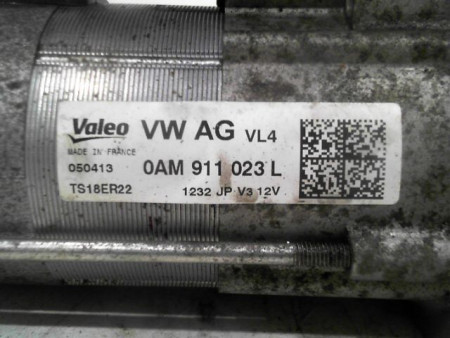 Valeo VW AG VL4
MADE IN FRANCE
050413 0AM 911 023 L
TS18ER22 1232 JP V3 12V